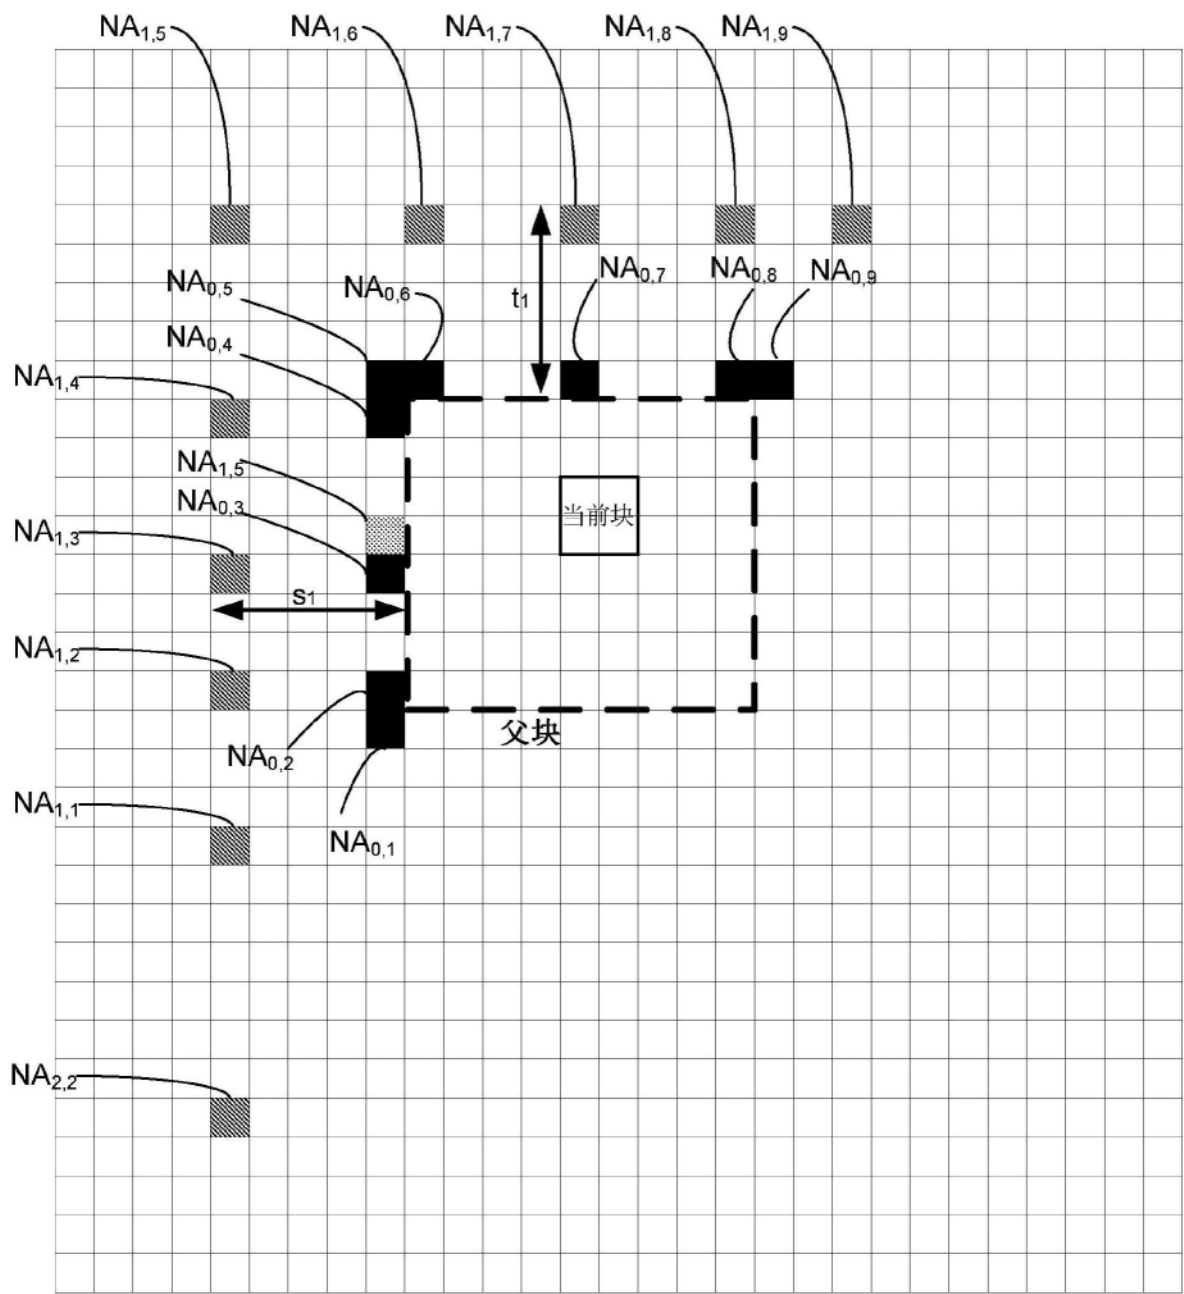 NA1,5 NA1,6 NA1,7 NA1,8 NA1,9
NA0,5 NA0,6 t1 NA0,7 NA0,8 NA0,9
NA0,4
NA1,4
NA1,5
NA0,3
当前块
NA1,3
s1
NA1,2
父块
NA0,2
NA1,1
NA0,1
NA2,2